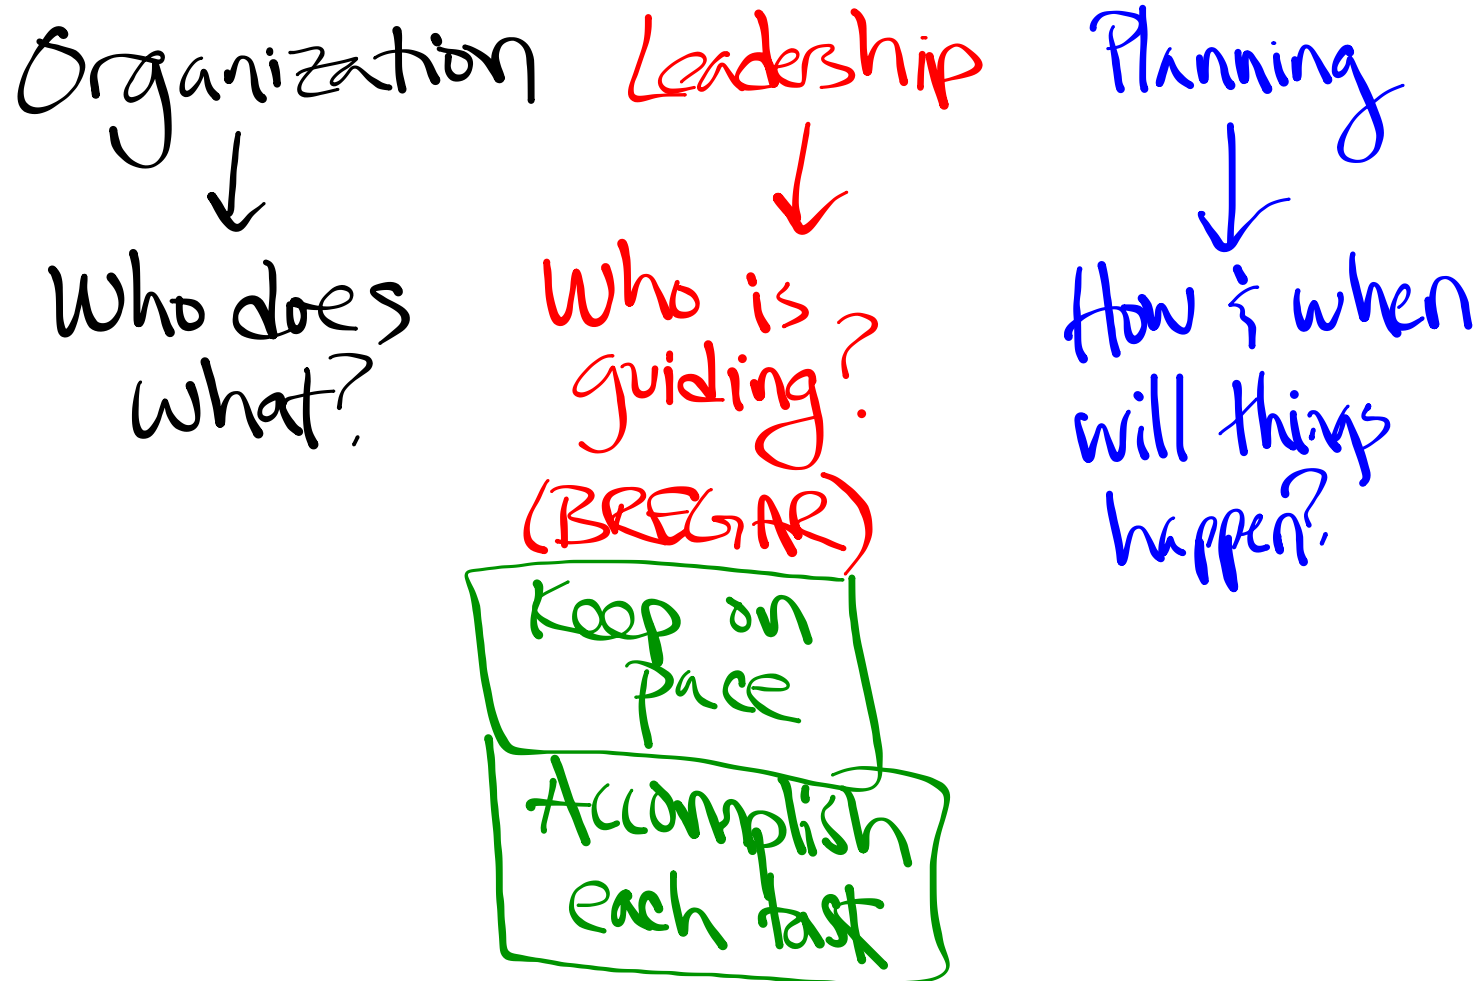 Organization
Who does
what?
Leadership
Who is
guiding?
(BREGAR)
Keep on
pace
Accomplish
each task
Planning
How & when
will things
happen?